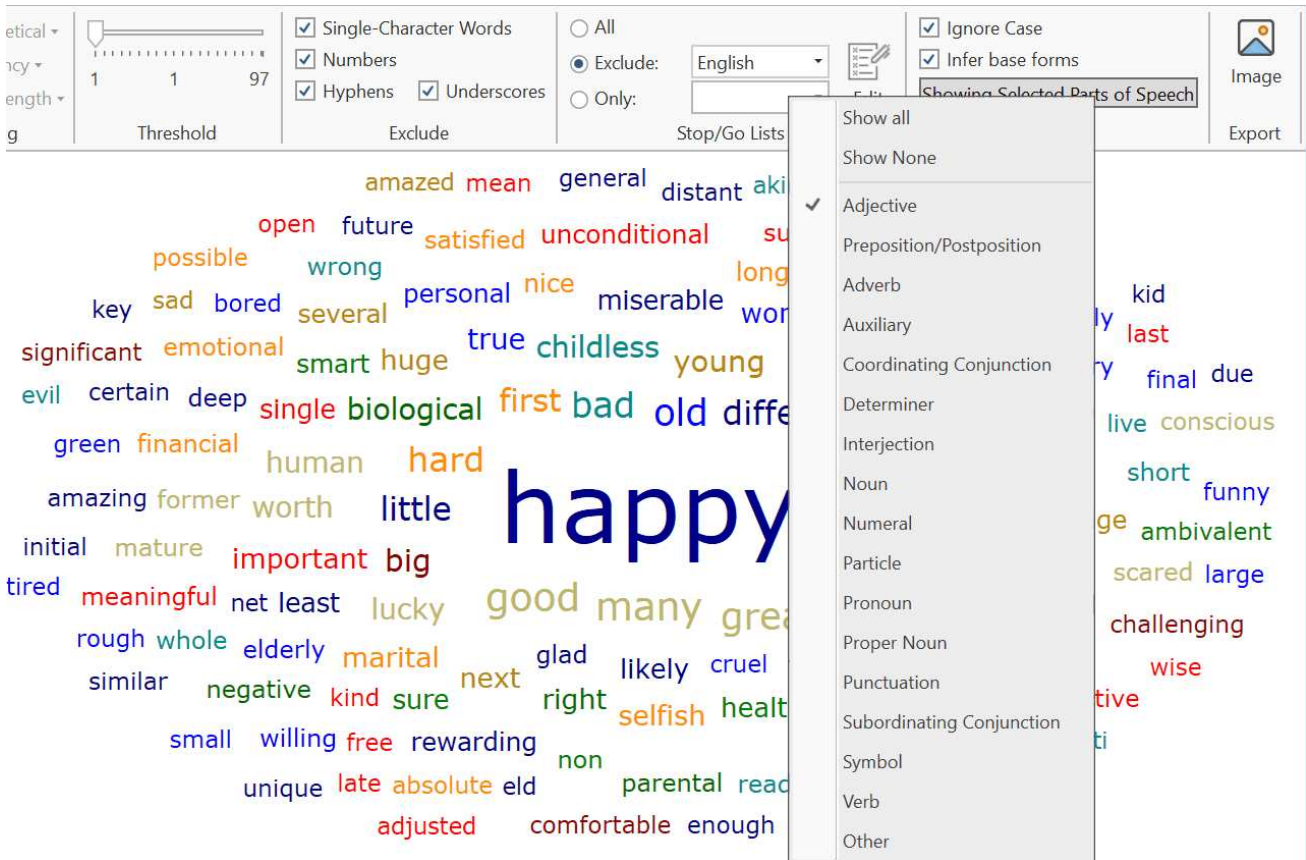 Single-Character Words All Ignore Case
Numbers Exclude: English Infer base forms
1 1 97 Hyphens Underscores Only: Showing Selected Parts of Speech Image
Threshold Exclude Stop/Go Lists Export
Show all
Show None
Adjective
Preposition/Postposition
Adverb
Auxiliary
Coordinating Conjunction
Determiner
Interjection
Noun
Numeral
Particle
Pronoun
Proper Noun
Punctuation
Subordinating Conjunction
Symbol
Verb
Other
amazed mean general distant
open future satisfied unconditional
possible wrong long
key sad bored several personal nice miserable kid
significant emotional smart huge true childless young last
evil certain deep single biological first bad old final due
green financial human hard live conscious
amazing former worth little happy short funny
initial mature important big ambivalent
tired meaningful net least lucky good many scared large
rough whole elderly marital glad likely cruel challenging
similar negative kind sure next right selfish wise
small willing free rewarding non
unique late absolute eld parental
adjusted comfortable enough